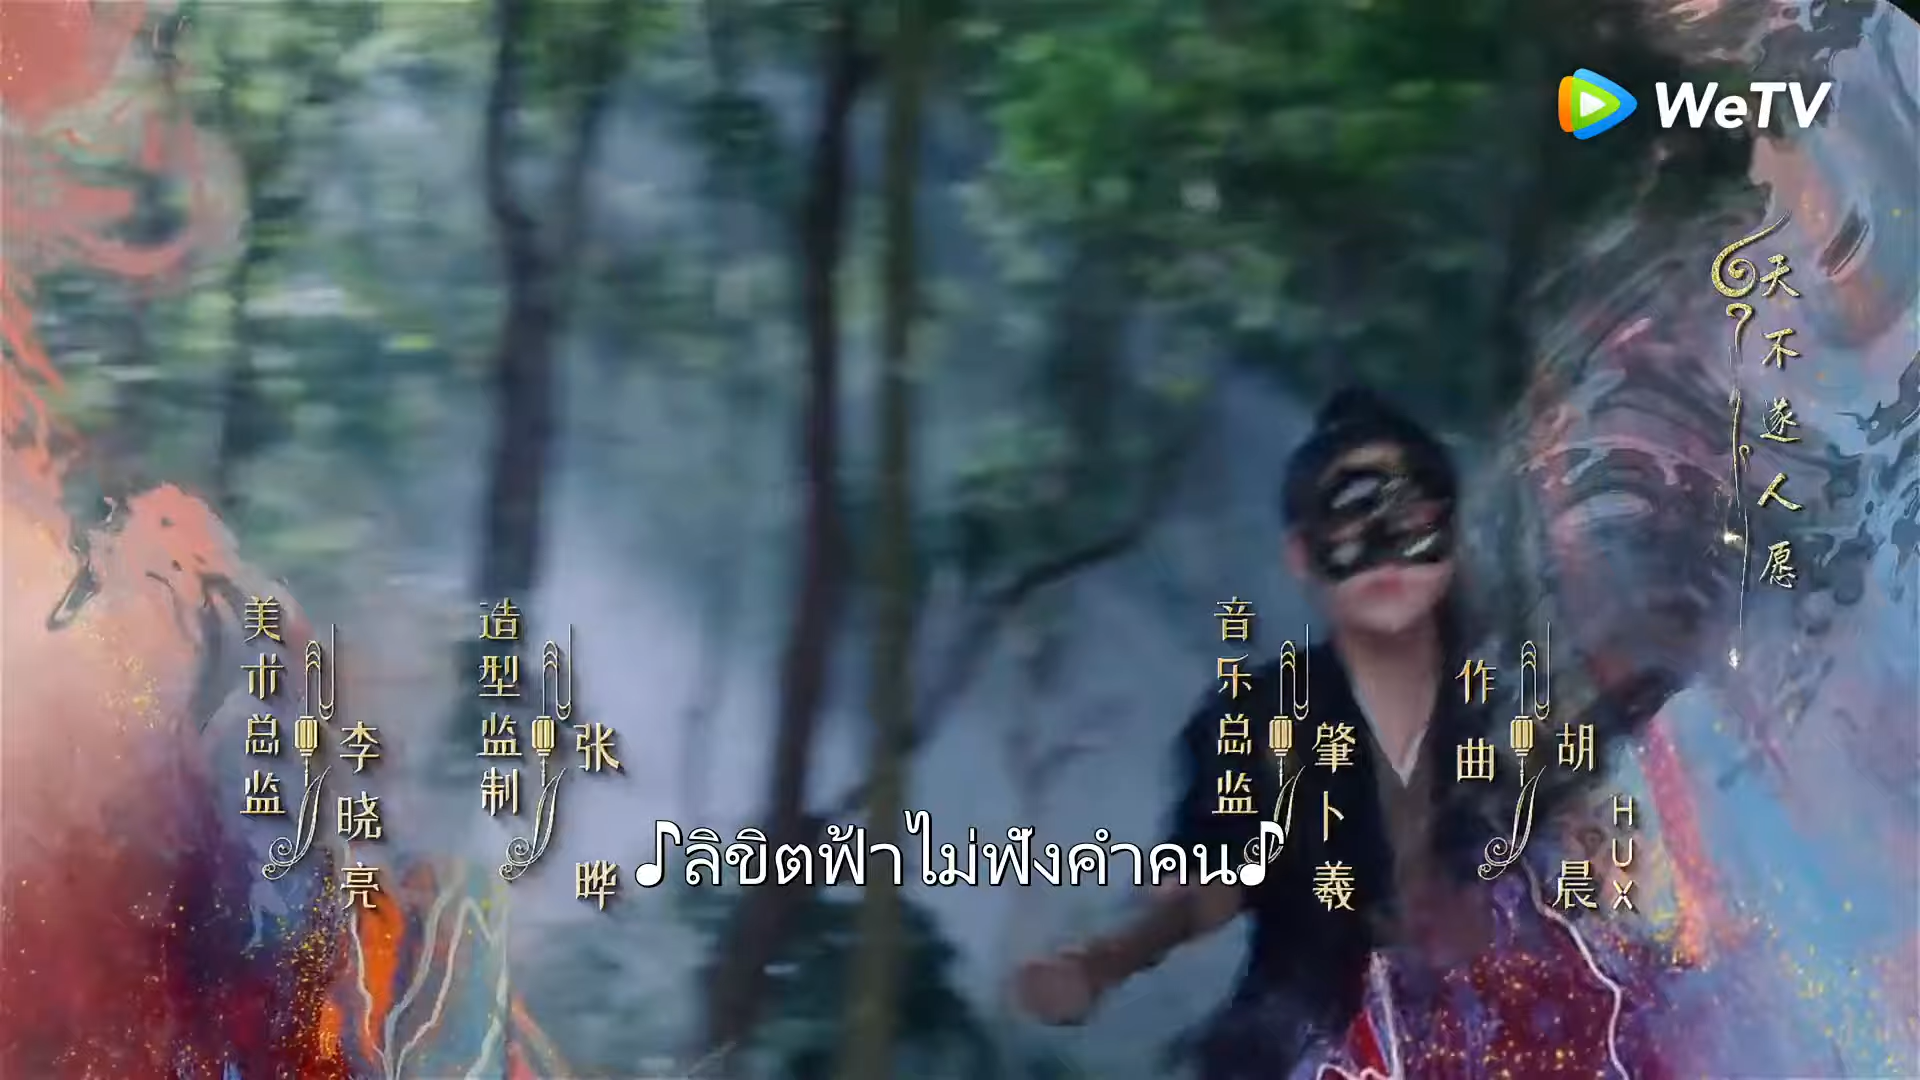 WeTV
天不遂人愿
美术总监
李晓亮
造型监制
张晔
音乐总监
肇卜羲
作曲
胡晨
HUX
♪ลิขิตฟ้าไม่ฟังคำคน♪